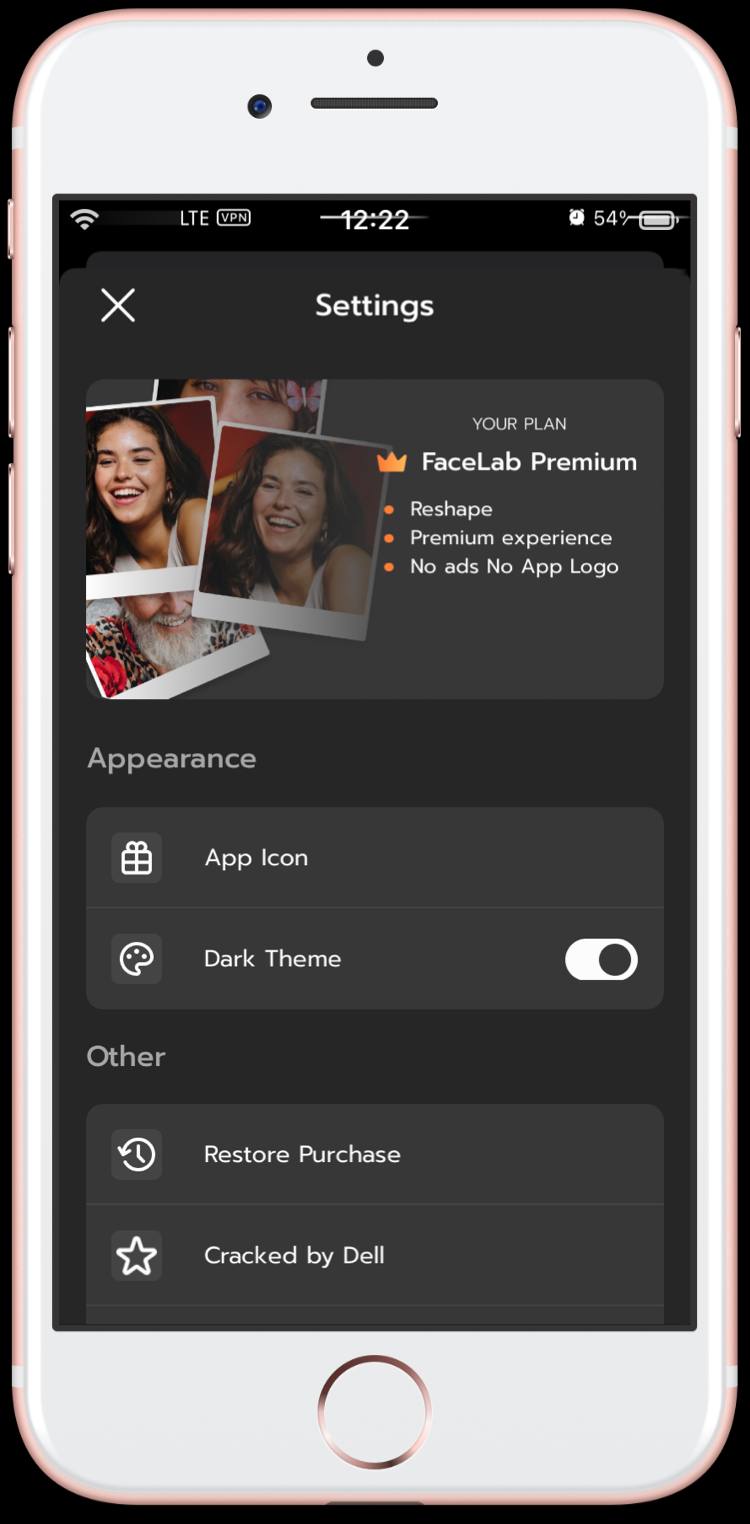 LTE VPN 12:22 54%
Settings
YOUR PLAN
FaceLab Premium
Reshape
Premium experience
No ads No App Logo
Appearance
App Icon
Dark Theme
Other
Restore Purchase
Cracked by Dell